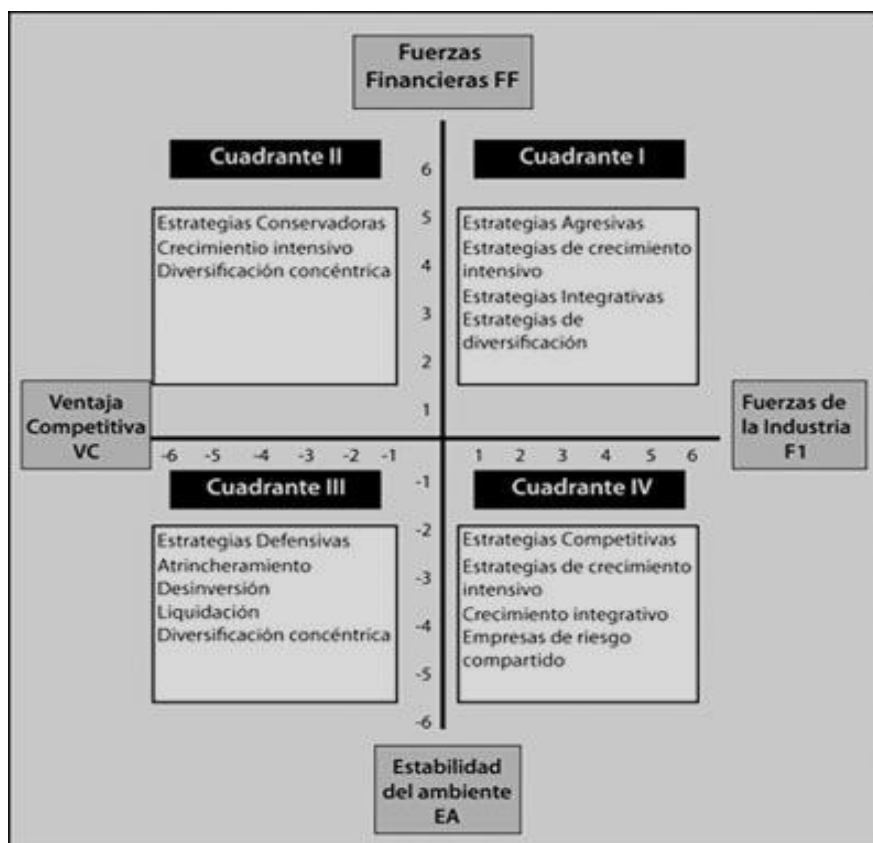 Fuerzas
Financieras FF
Cuadrante II
Cuadrante I
6
5
4
3
2
1
Estrategias Conservadoras
Crecimientio intensivo
Diversificación concéntrica
Estrategias Agresivas
Estrategias de crecimiento
intensivo
Estrategias Integrativas
Estrategias de
diversificación
Ventaja
Competitiva
VC
Fuerzas de
la Industria
F1
-6 -5 -4 -3 -2 -1 1 2 3 4 5 6
Cuadrante III
Cuadrante IV
-1
-2
-3
-4
-5
-6
Estrategias Defensivas
Atrincheramiento
Desinversión
Liquidación
Diversificación concéntrica
Estrategias Competitivas
Estrategias de crecimiento
intensivo
Crecimiento integrativo
Empresas de riesgo
compartido
Estabilidad
del ambiente
EA